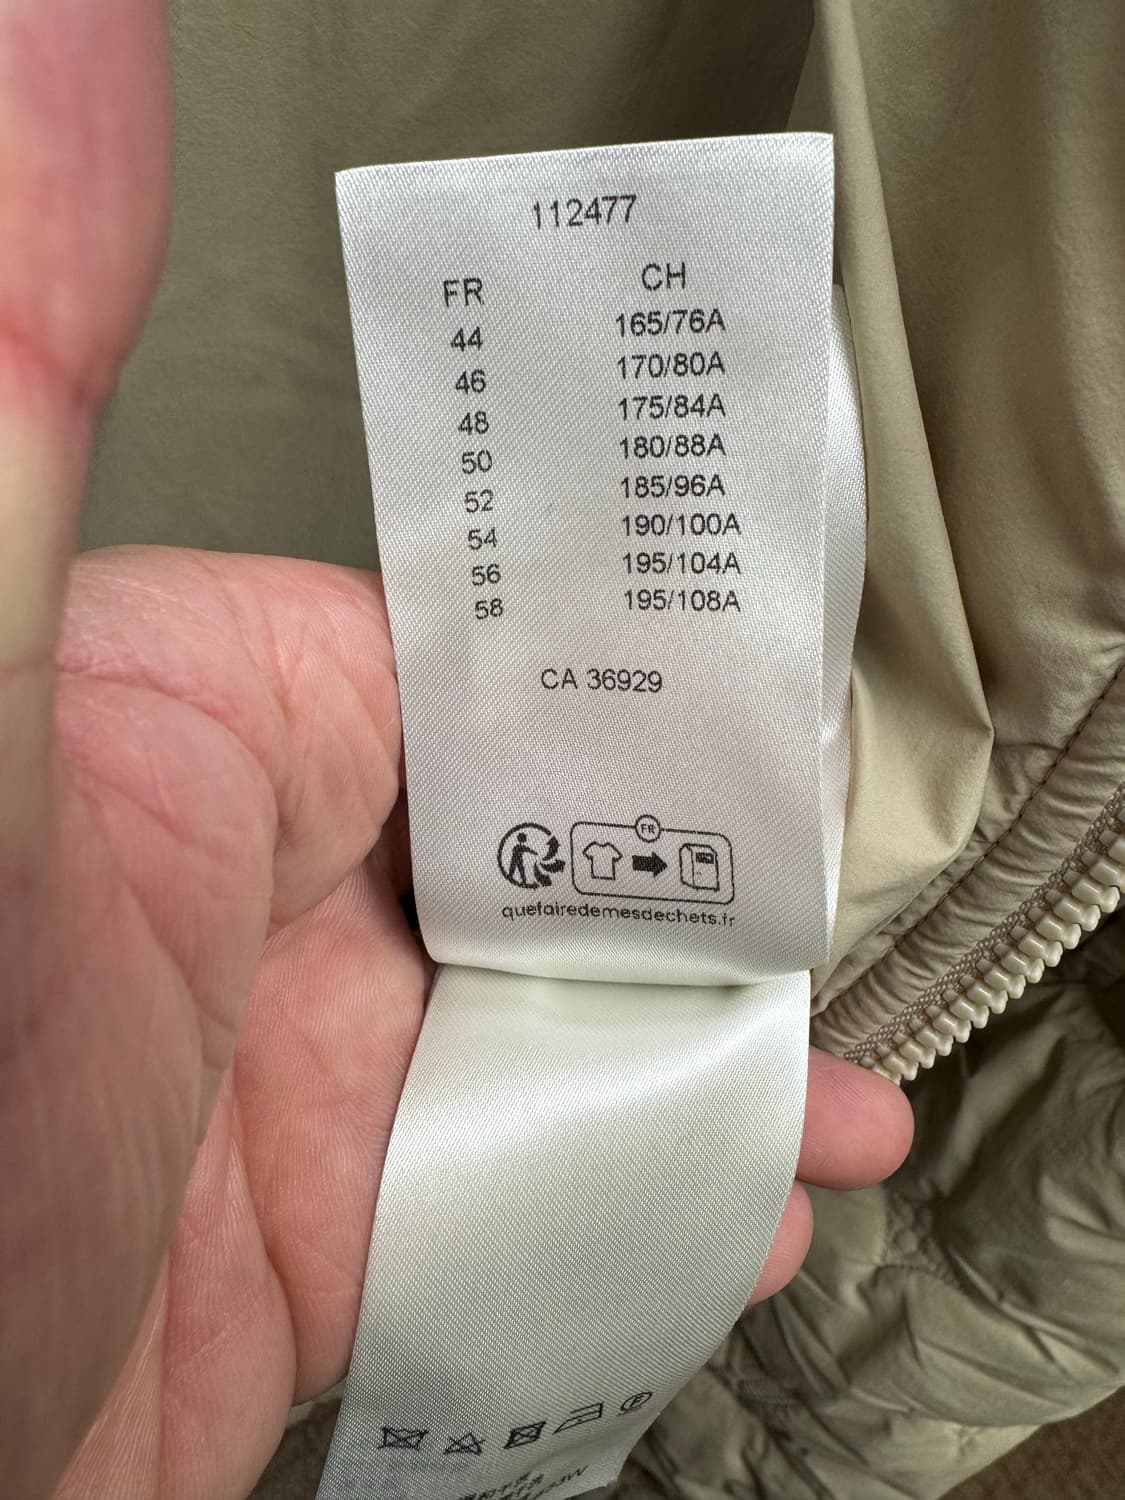 112477
FR CH
44 165/76A
46 170/80A
48 175/84A
50 180/88A
52 185/96A
54 190/100A
56 195/104A
58 195/108A
CA 36929
FR
quefairedemesdechets.fr
F